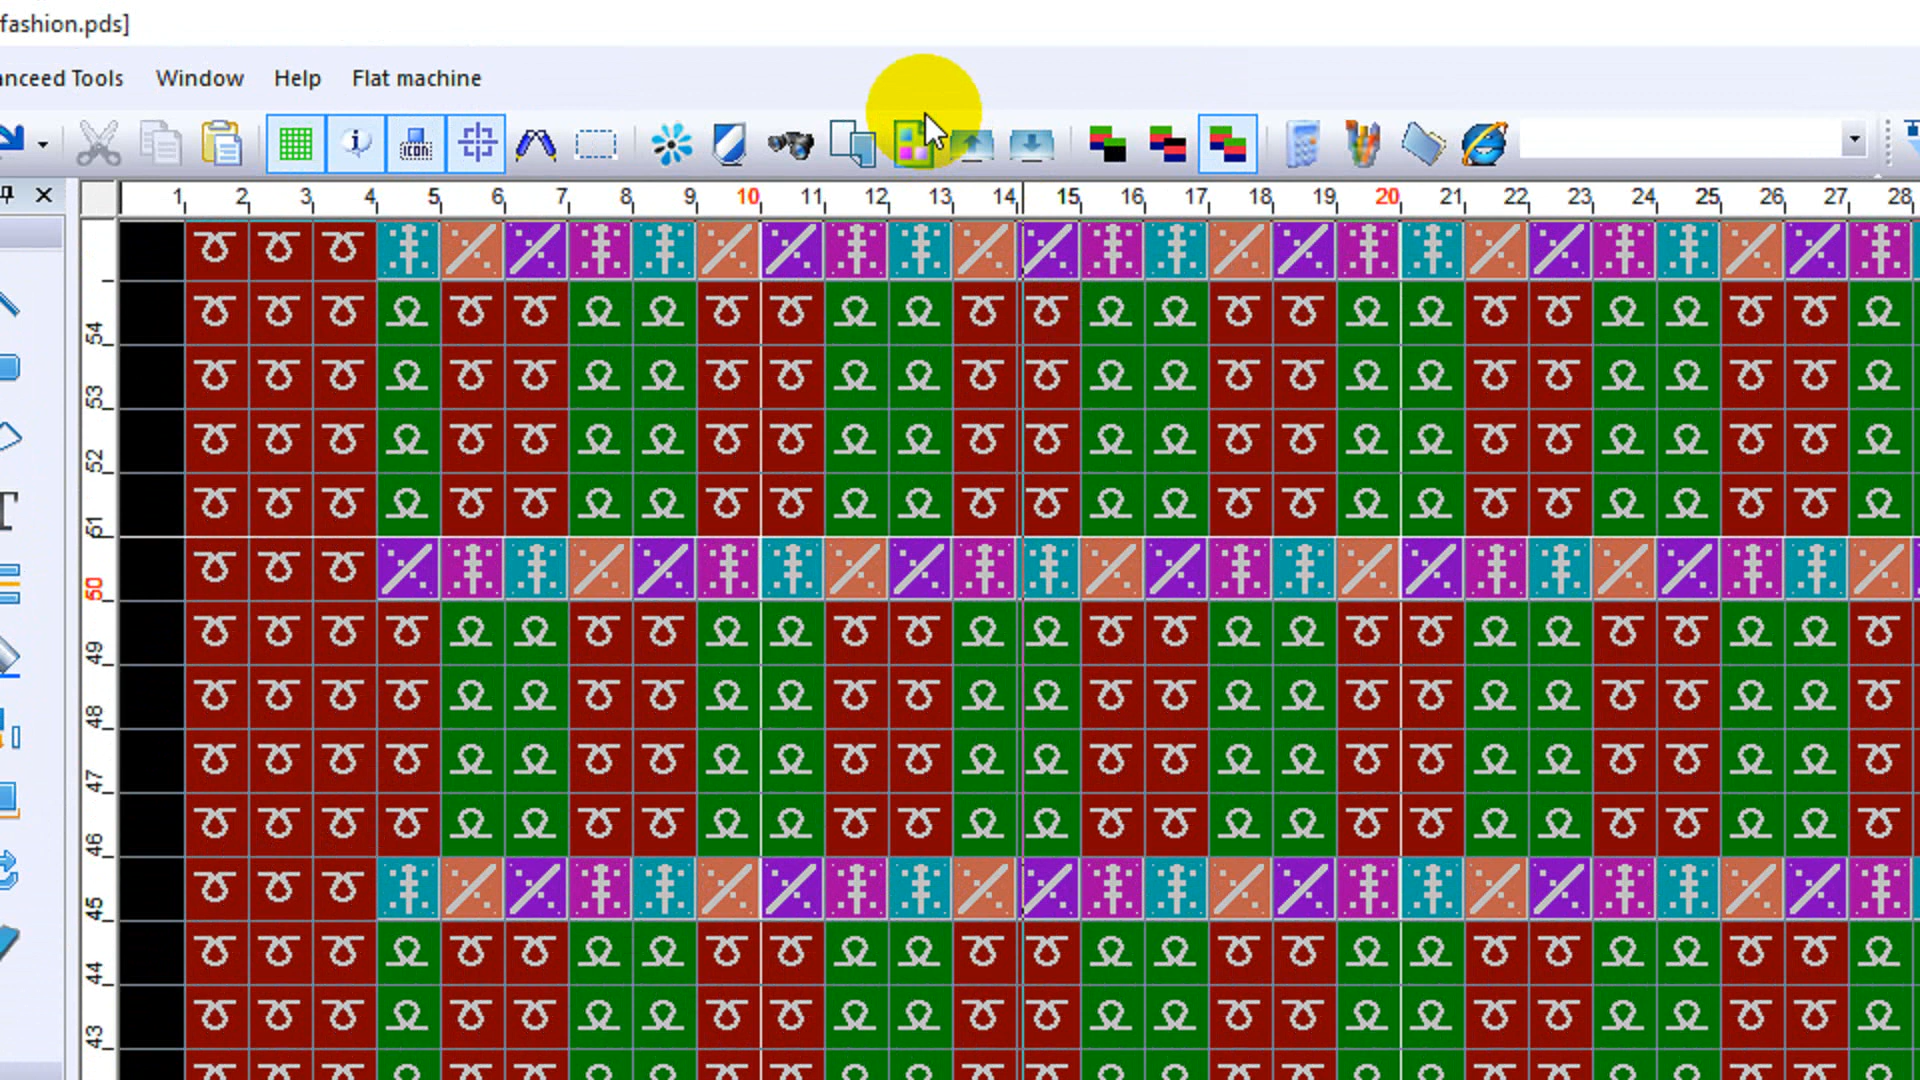 fashion.pds]
nceed Tools Window Help Flat machine
i icon
1 2 3 4 5 6 7 8 9 10 11 12 13 14 15 16 17 18 19 20 21 22 23 24 25 26 27 28
54
53
52
51
50
49
48
47
46
45
44
43
T